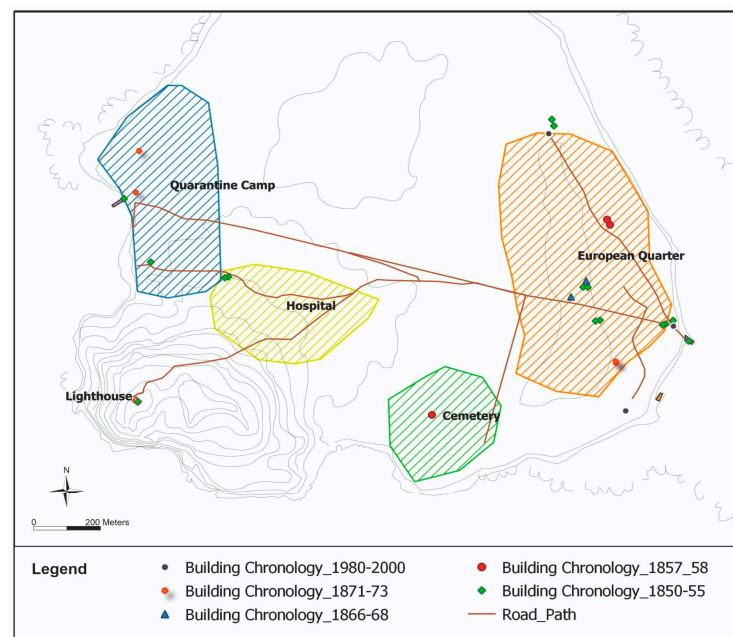 Quarantine Camp
European Quarter
Hospital
Lighthouse
Cemetery
N
0 200 Meters
Legend
Building Chronology_1980-2000
Building Chronology_1871-73
Building Chronology_1866-68
Building Chronology_1857_58
Building Chronology_1850-55
Road_Path